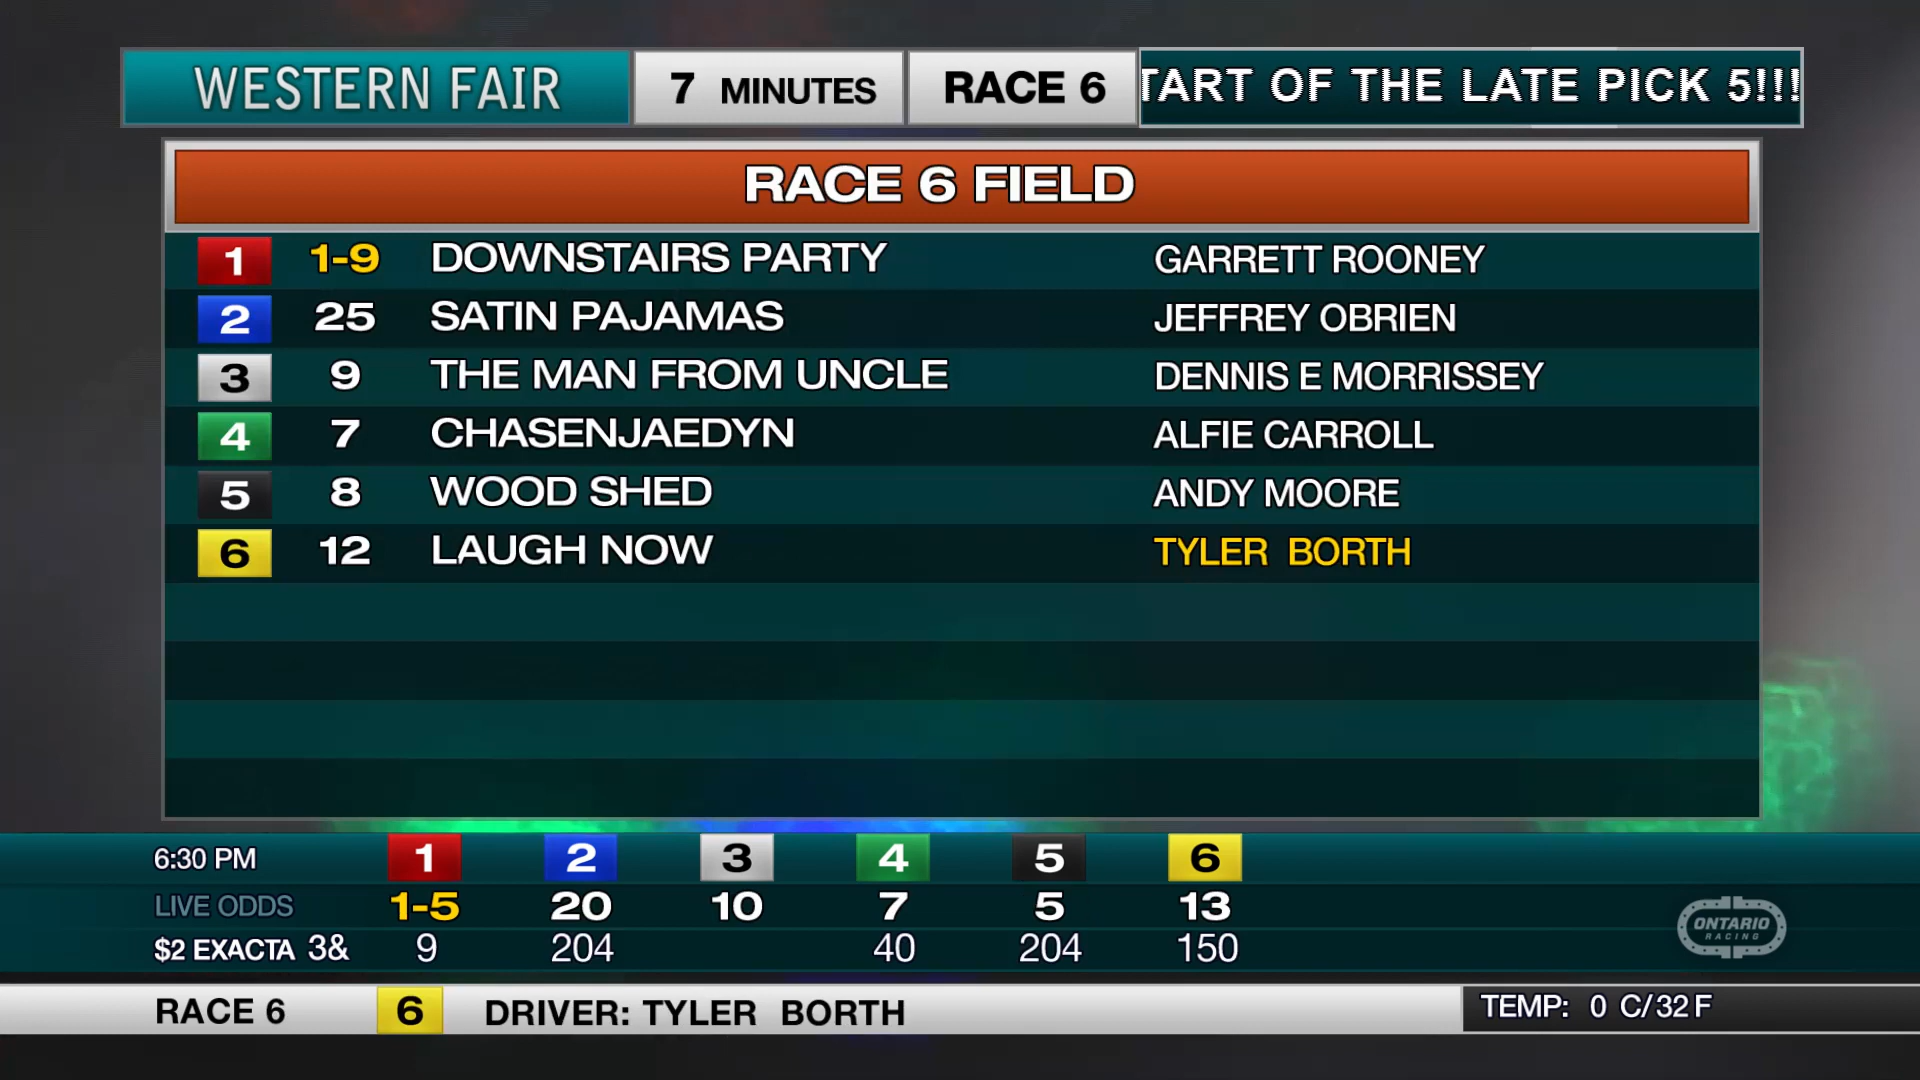 WESTERN FAIR 7 MINUTES RACE 6 TART OF THE LATE PICK 5!!!
RACE 6 FIELD
1 1-9 DOWNSTAIRS PARTY GARRETT ROONEY
2 25 SATIN PAJAMAS JEFFREY OBRIEN
3 9 THE MAN FROM UNCLE DENNIS E MORRISSEY
4 7 CHASENJAEDYN ALFIE CARROLL
5 8 WOOD SHED ANDY MOORE
6 12 LAUGH NOW TYLER BORTH
6:30 PM 1 2 3 4 5 6
LIVE ODDS 1-5 20 10 7 5 13
$2 EXACTA 3& 9 204 40 204 150
ONTARIO
RACING
RACE 6 6 DRIVER: TYLER BORTH TEMP: 0 C/32 F